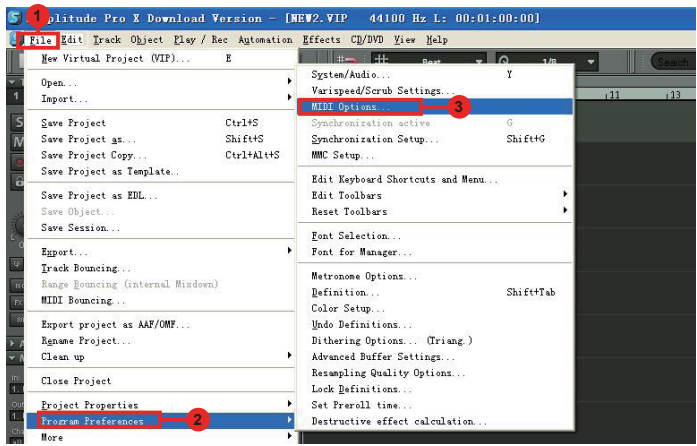 1
plitude Pro X Download Version - [NEW2.VIP 44100 Hz L: 00:01:00:00]
File Edit Track Object Play / Rec Automation Effects CD/DVD View Help
New Virtual Project (VIP)... E
Open...
Import...
Save Project Ctrl+S
Save Project as... Shift+S
Save Project Copy... Ctrl+Alt+S
Save Project as Template..
Save Project as EDL...
Save Object...
Save Session...
Export...
Track Bouncing...
Range Bouncing (internal Mixdown)
MIDI Bouncing...
Export project as AAF/OMF...
Rename Project...
Clean up
Close Project
Project Properties
Program Preferences 2
More
Bear 1/8 Search
System/Audio... Y
Varispeed/Scrub Settings...
MIDI Options... 3
Synchronization active G
Synchronization Setup... Shift+G
MMC Setup...
Edit Keyboard Shortcuts and Menu...
Edit Toolbars
Reset Toolbars
Font Selection...
Font for Manager...
Metronome Options...
Definition... Shift+Tab
Color Setup...
Undo Definitions...
Dithering Options... (Triang.)
Advanced Buffer Settings...
Resampling Quality Options...
Lock Definitions...
Set Preroll time...
Destructive effect calculation...
11 13